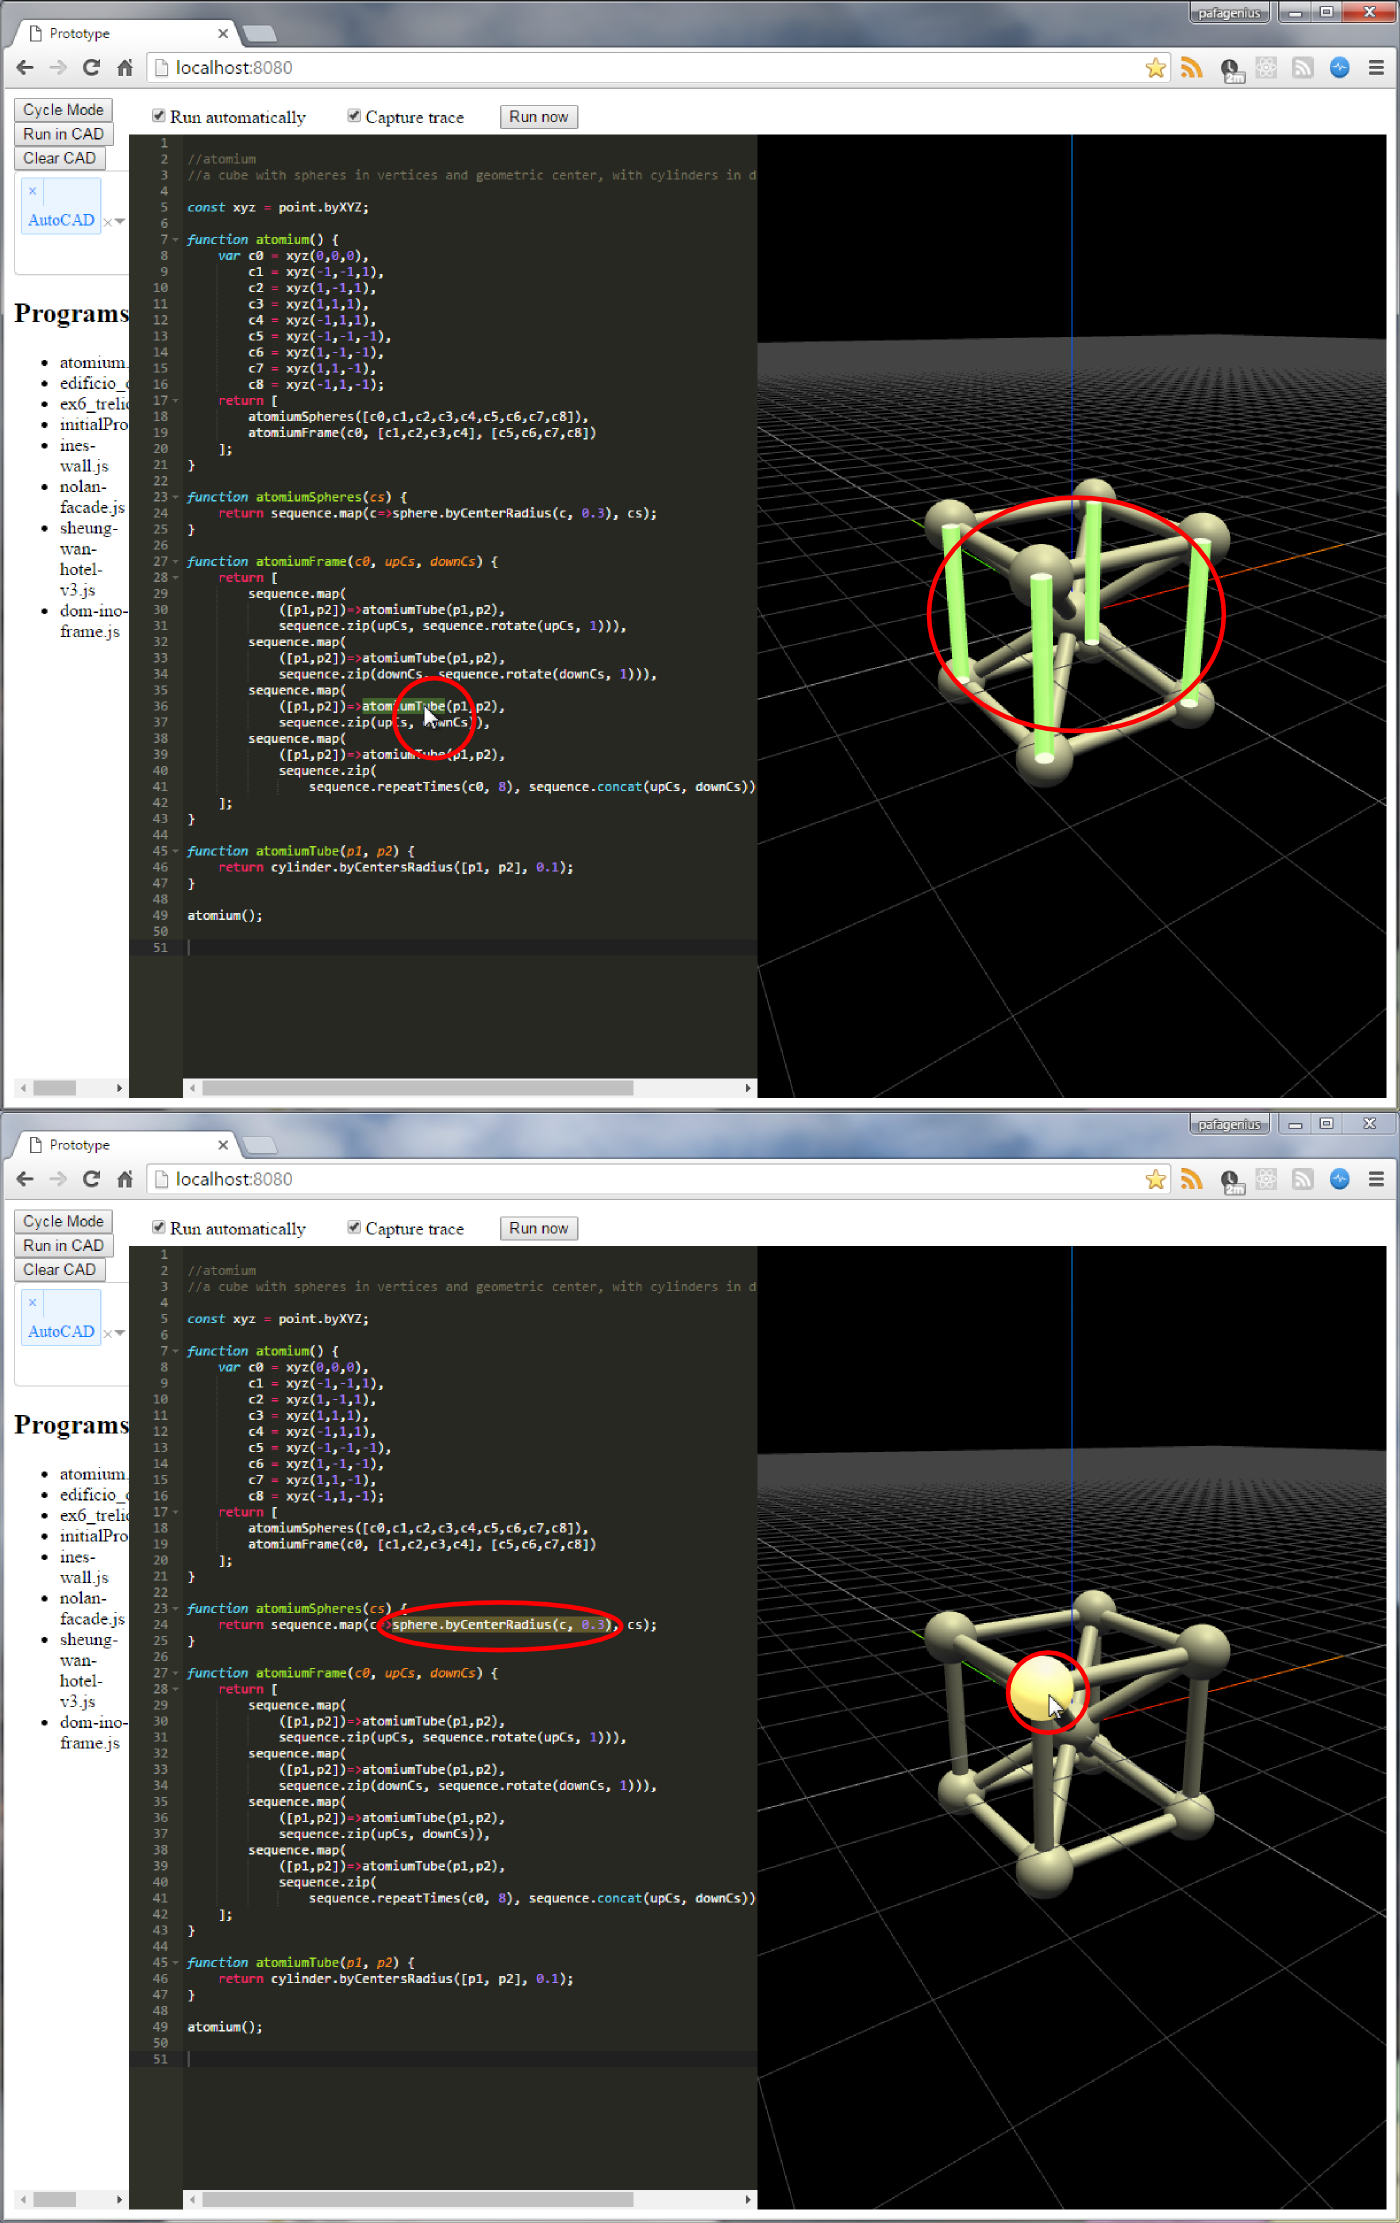 pafagenius
Prototype
localhost:8080
2m
Cycle Mode
Run in CAD
Clear CAD
×
AutoCAD ×
Run automatically Capture trace Run now
Programs
atomium.
edificio_
ex6_trelic
initialPro
ines-
wall.js
nolan-
facade.js
sheung-
wan-
hotel-
v3.js
dom-ino-
frame.js
1
2 //atomium
3 //a cube with spheres in vertices and geometric center, with cylinders in d
4
5 const xyz = point.byXYZ;
6
7 function atomium() {
8 var c0 = xyz(0,0,0),
9 c1 = xyz(-1,-1,1),
10 c2 = xyz(1,-1,1),
11 c3 = xyz(1,1,1),
12 c4 = xyz(-1,1,1),
13 c5 = xyz(-1,-1,-1),
14 c6 = xyz(1,-1,-1),
15 c7 = xyz(1,1,-1),
16 c8 = xyz(-1,1,-1);
17 return [
18 atomiumSpheres([c0,c1,c2,c3,c4,c5,c6,c7,c8]),
19 atomiumFrame(c0, [c1,c2,c3,c4], [c5,c6,c7,c8])
20 ];
21 }
22
23 function atomiumSpheres(cs) {
24 return sequence.map(c=>sphere.byCenterRadius(c, 0.3), cs);
25 }
26
27 function atomiumFrame(c0, upCs, downCs) {
28 return [
29 sequence.map(
30 ([p1,p2])=>atomiumTube(p1,p2),
31 sequence.zip(upCs, sequence.rotate(upCs, 1))),
32 sequence.map(
33 ([p1,p2])=>atomiumTube(p1,p2),
34 sequence.zip(downCs, sequence.rotate(downCs, 1))),
35 sequence.map(
36 ([p1,p2])=>atomiumTube(p1,p2),
37 sequence.zip(upCs, downCs)),
38 sequence.map(
39 ([p1,p2])=>atomiumTube(p1,p2),
40 sequence.zip(
41 sequence.repeatTimes(c0, 8), sequence.concat(upCs, downCs))
42 ];
43 }
44
45 function atomiumTube(p1, p2) {
46 return cylinder.byCentersRadius([p1, p2], 0.1);
47 }
48
49 atomium();
50
51
pafagenius
Prototype
localhost:8080
2m
Cycle Mode
Run in CAD
Clear CAD
×
AutoCAD ×
Run automatically Capture trace Run now
Programs
atomium.
edificio_
ex6_trelic
initialPro
ines-
wall.js
nolan-
facade.js
sheung-
wan-
hotel-
v3.js
dom-ino-
frame.js
1
2 //atomium
3 //a cube with spheres in vertices and geometric center, with cylinders in d
4
5 const xyz = point.byXYZ;
6
7 function atomium() {
8 var c0 = xyz(0,0,0),
9 c1 = xyz(-1,-1,1),
10 c2 = xyz(1,-1,1),
11 c3 = xyz(1,1,1),
12 c4 = xyz(-1,1,1),
13 c5 = xyz(-1,-1,-1),
14 c6 = xyz(1,-1,-1),
15 c7 = xyz(1,1,-1),
16 c8 = xyz(-1,1,-1);
17 return [
18 atomiumSpheres([c0,c1,c2,c3,c4,c5,c6,c7,c8]),
19 atomiumFrame(c0, [c1,c2,c3,c4], [c5,c6,c7,c8])
20 ];
21 }
22
23 function atomiumSpheres(cs) {
24 return sequence.map(c=>sphere.byCenterRadius(c, 0.3), cs);
25 }
26
27 function atomiumFrame(c0, upCs, downCs) {
28 return [
29 sequence.map(
30 ([p1,p2])=>atomiumTube(p1,p2),
31 sequence.zip(upCs, sequence.rotate(upCs, 1))),
32 sequence.map(
33 ([p1,p2])=>atomiumTube(p1,p2),
34 sequence.zip(downCs, sequence.rotate(downCs, 1))),
35 sequence.map(
36 ([p1,p2])=>atomiumTube(p1,p2),
37 sequence.zip(upCs, downCs)),
38 sequence.map(
39 ([p1,p2])=>atomiumTube(p1,p2),
40 sequence.zip(
41 sequence.repeatTimes(c0, 8), sequence.concat(upCs, downCs))
42 ];
43 }
44
45 function atomiumTube(p1, p2) {
46 return cylinder.byCentersRadius([p1, p2], 0.1);
47 }
48
49 atomium();
50
51